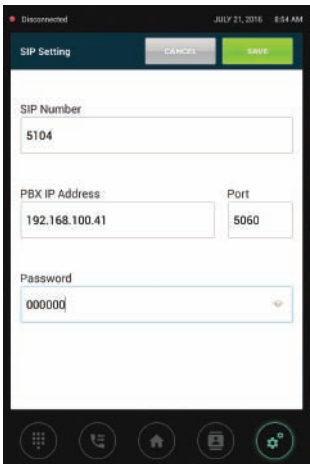 Disconnected JULY 21, 2016 8:54 AM
SIP Setting CANCEL SAVE
SIP Number
5104
PBX IP Address Port
192.168.100.41 5060
Password
000000